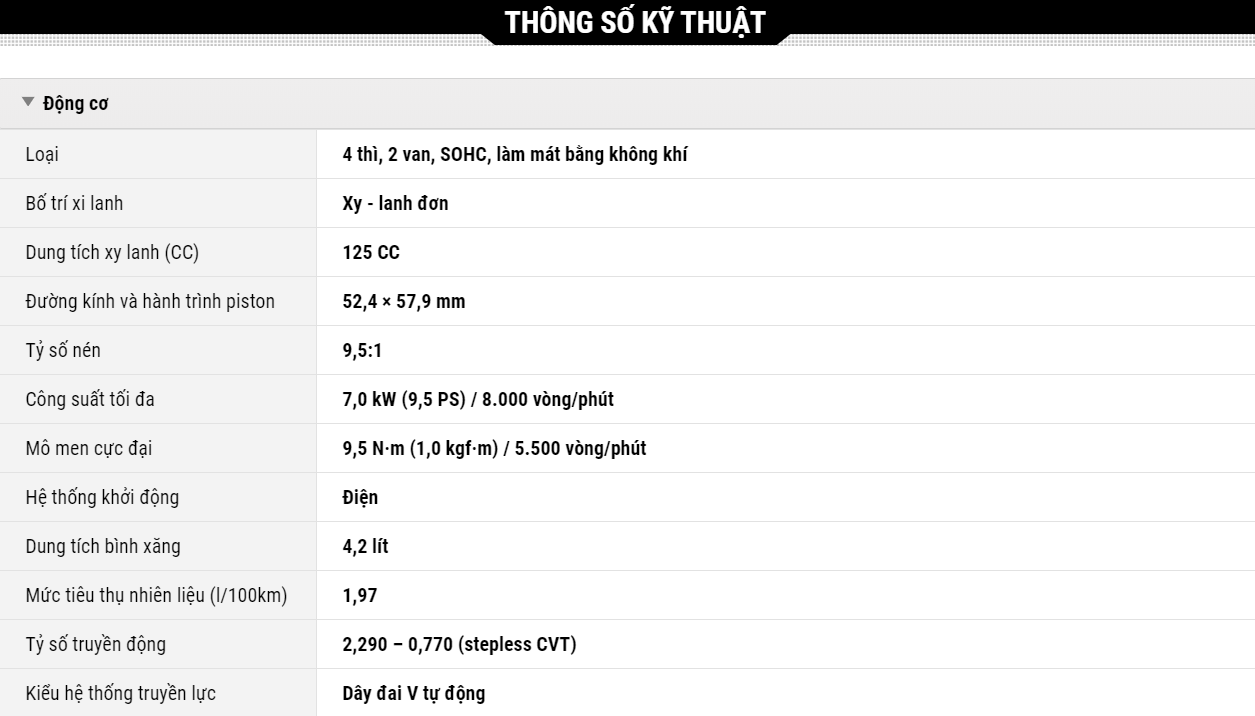 THÔNG SỐ KỸ THUẬT
Động cơ
Loại 4 thì, 2 van, SOHC, làm mát bằng không khí
Bố trí xi lanh Xy - lanh đơn
Dung tích xy lanh (CC) 125 CC
Đường kính và hành trình piston 52,4 × 57,9 mm
Tỷ số nén 9,5:1
Công suất tối đa 7,0 kW (9,5 PS) / 8.000 vòng/phút
Mô men cực đại 9,5 N·m (1,0 kgf·m) / 5.500 vòng/phút
Hệ thống khởi động Điện
Dung tích bình xăng 4,2 lít
Mức tiêu thụ nhiên liệu (l/100km) 1,97
Tỷ số truyền động 2,290 – 0,770 (stepless CVT)
Kiểu hệ thống truyền lực Dây đai V tự động